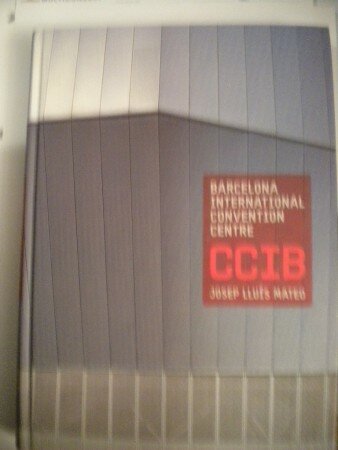 BARCELONA
INTERNATIONAL
CONVENTION
CENTRE
CCIB
JOSEP LLUÍS MATEO